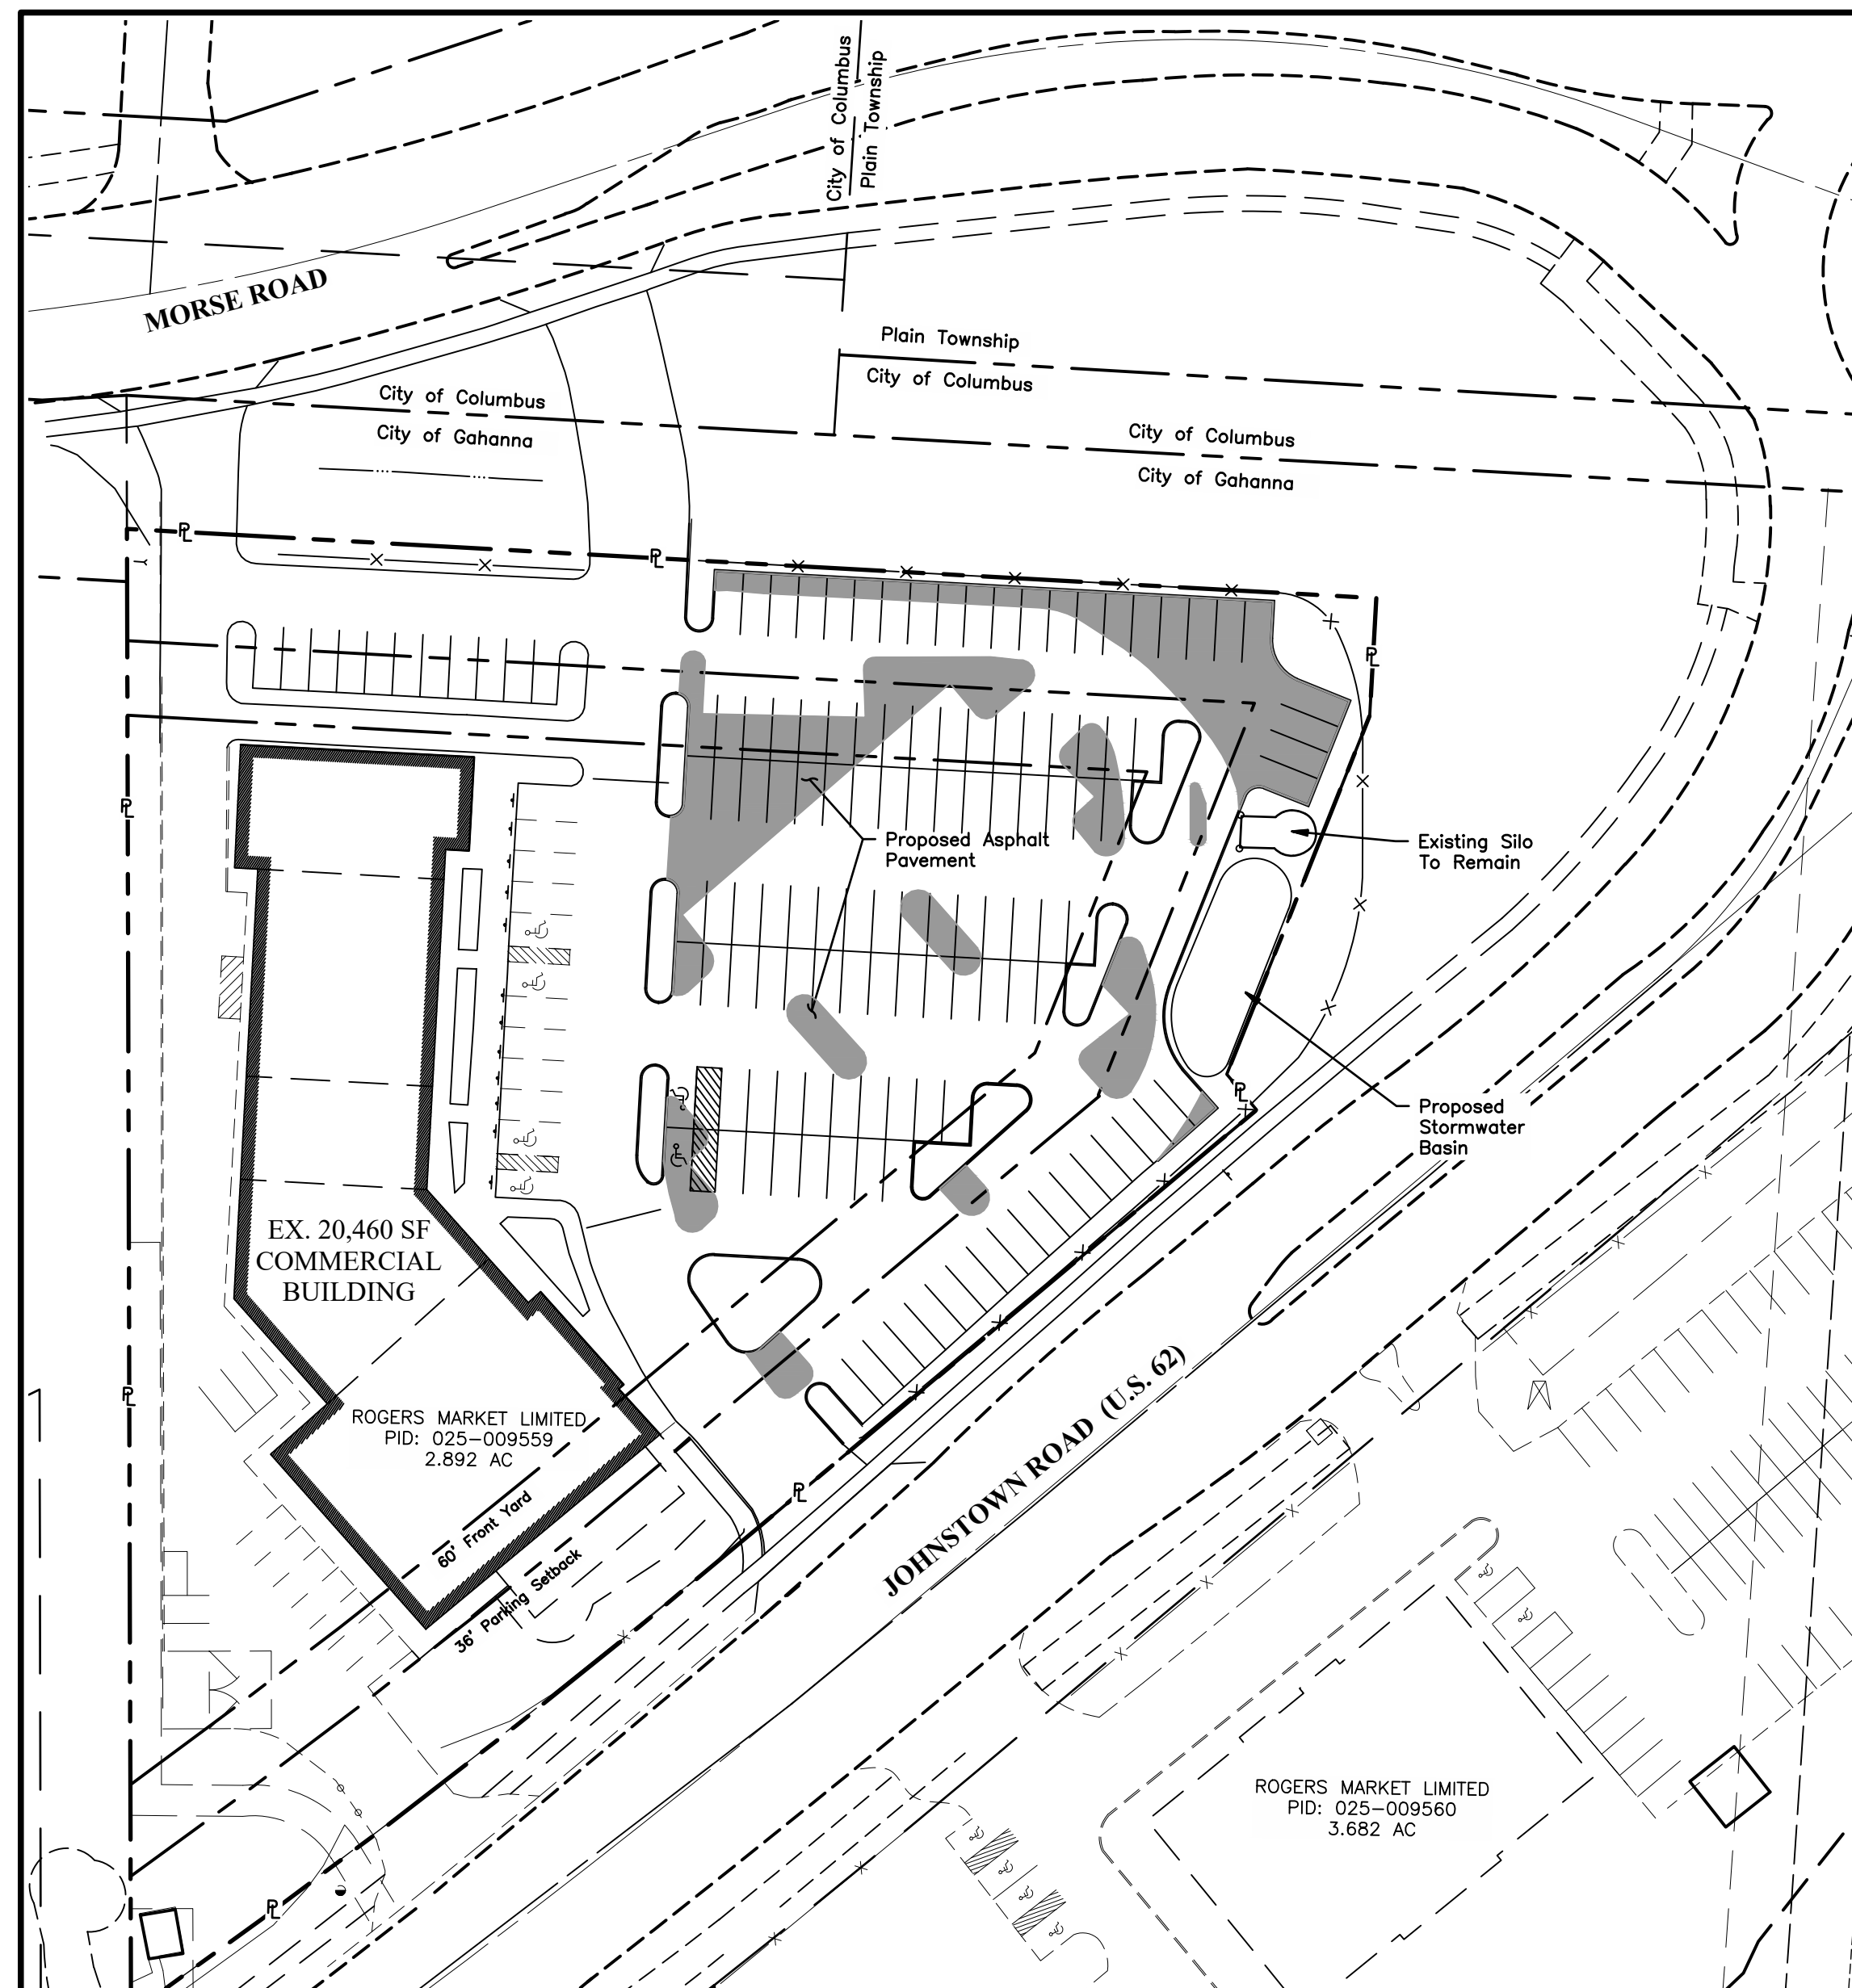 City of Columbus
Plain Township
MORSE ROAD
Plain Township
City of Columbus
City of Columbus
City of Gahanna
City of Columbus
City of Gahanna
PL
PL
PL
PL
Proposed Asphalt
Pavement
Existing Silo
To Remain
PL
Proposed
Stormwater
Basin
EX. 20,460 SF
COMMERCIAL
BUILDING
PL
ROGERS MARKET LIMITED
PID: 025-009559
2.892 AC
PL
60' Front Yard
36' Parking Setback
JOHNSTOWN ROAD (U.S. 62)
ROGERS MARKET LIMITED
PID: 025-009560
3.682 AC
PL